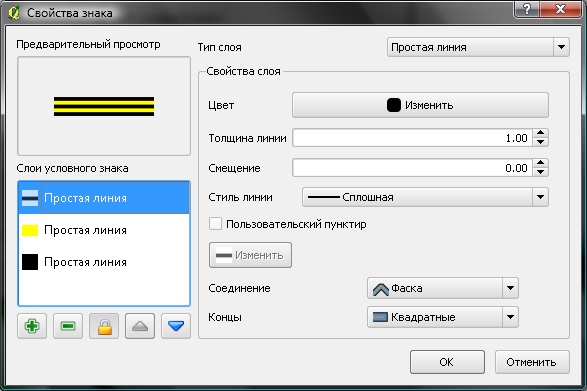 Свойства знака
Предварительный просмотр
Тип слоя
Простая линия
Свойства слоя
Цвет
Изменить
Толщина линии
1.00
Смещение
0.00
Слои условного знака
Простая линия
Простая линия
Простая линия
Стиль линии
Сплошная
Пользовательский пунктир
Изменить
Соединение
Фаска
Концы
Квадратные
OK
Отменить